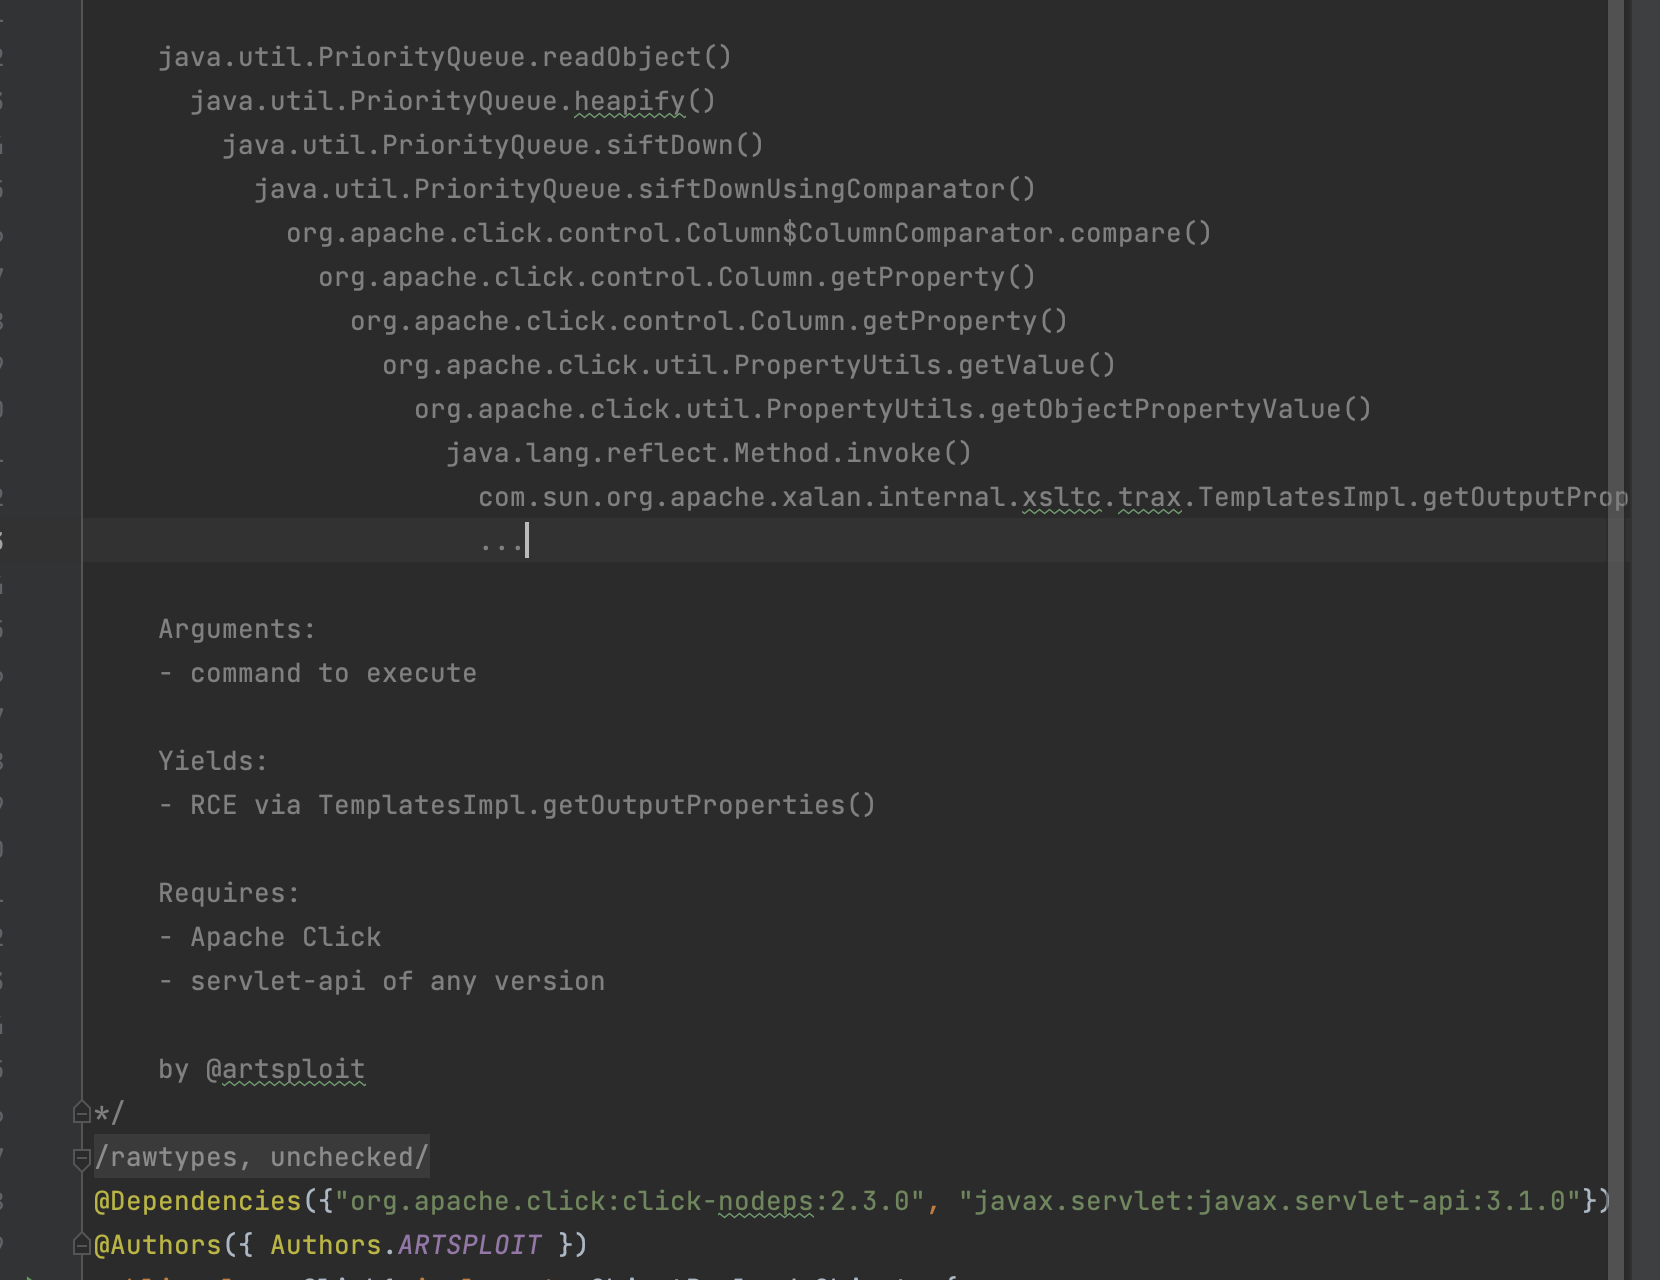 java.util.PriorityQueue.readObject()
java.util.PriorityQueue.heapify()
java.util.PriorityQueue.siftDown()
java.util.PriorityQueue.siftDownUsingComparator()
org.apache.click.control.Column$ColumnComparator.compare()
org.apache.click.control.Column.getProperty()
org.apache.click.control.Column.getProperty()
org.apache.click.util.PropertyUtils.getValue()
org.apache.click.util.PropertyUtils.getObjectPropertyValue()
java.lang.reflect.Method.invoke()
com.sun.org.apache.xalan.internal.xsltc.trax.TemplatesImpl.getOutputProp
...
Arguments:
- command to execute
Yields:
- RCE via TemplatesImpl.getOutputProperties()
Requires:
- Apache Click
- servlet-api of any version
by @artsploit
*/
/rawtypes, unchecked/
@Dependencies({"org.apache.click:click-nodeps:2.3.0", "javax.servlet:javax.servlet-api:3.1.0"})
@Authors({ Authors.ARTSPLOIT })